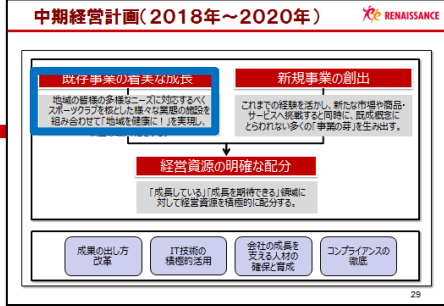 中期経営計画（2018年～2020年）
RENAISSANCE
既存事業の着実な成長
地域の皆様の多様なニーズに対応するべく
スポーツクラブを核とした様々な業態の施設を
組み合わせて「地域を健康に！」を実現し、
新規事業の創出
これまでの経験を活かし、新たな市場や商品・
サービスへ挑戦すると同時に、既成概念に
とらわれない多くの「事業の芽」を生み出す。
経営資源の明確な配分
「成長している」「成長を期待できる」領域に
対して経営資源を積極的に配分する。
成果の出し方
改革
IT技術の
積極的活用
会社の成長を
支える人材の
確保と育成
コンプライアンスの
徹底
29